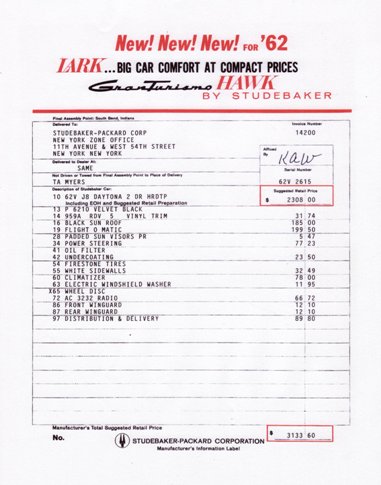 New! New! New! FOR '62
LARK...BIG CAR COMFORT AT COMPACT PRICES
Gran Turismo HAWK
BY STUDEBAKER
Final Assembly Point: South Bend, Indiana
Delivered To: Invoice Number
STUDEBAKER-PACKARD CORP 14200
NEW YORK ZONE OFFICE
11TH AVENUE & WEST 54TH STREET
NEW YORK NEW YORK
Affixed By KaW
Delivered to Dealer At:
SAME Serial Number
Not Driven or Towed from Final Assembly Point to Place of Delivery
TA MYERS 62V 2615
Description of Studebaker Car: Suggested Retail Price
10 62V J8 DAYTONA 2 DR HRDTP $ 2308 00
Including EOH and Suggested Retail Preparation
13 P 6210 VELVET BLACK
14 959A RDV 5 VINYL TRIM 31 74
16 BLACK SUN ROOF 185 00
19 FLIGHT O MATIC 199 50
28 PADDED SUN VISORS PR 5 47
34 POWER STEERING 77 23
41 OIL FILTER
42 UNDERCOATING 23 50
54 FIRESTONE TIRES
55 WHITE SIDEWALLS 32 49
60 CLIMATIZER 78 00
63 ELECTRIC WINDSHIELD WASHER 11 95
X65 WHEEL DISC
72 AC 3232 RADIO 66 72
86 FRONT WINGUARD 12 10
87 REAR WINGUARD 12 10
97 DISTRIBUTION & DELIVERY 89 80
Manufacturer's Total Suggested Retail Price
No. STUDEBAKER-PACKARD CORPORATION $ 3133 60
Manufacturer's Information Label